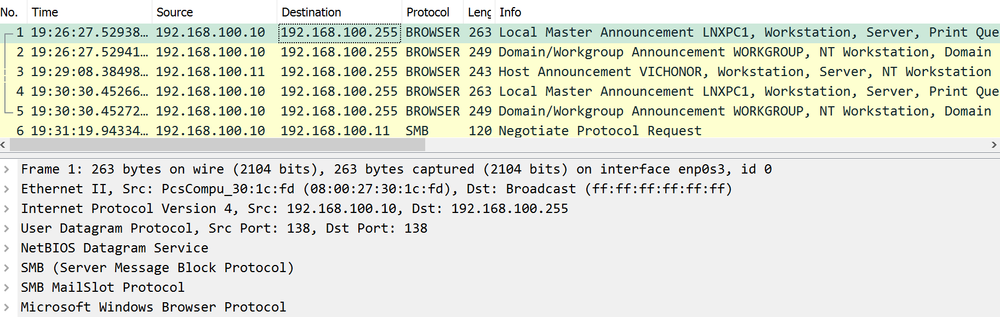 No. Time Source Destination Protocol Leng Info
1 19:26:27.52938… 192.168.100.10 192.168.100.255 BROWSER 263 Local Master Announcement LNXPC1, Workstation, Server, Print Que
2 19:26:27.52941… 192.168.100.10 192.168.100.255 BROWSER 249 Domain/Workgroup Announcement WORKGROUP, NT Workstation, Domain
3 19:29:08.38498… 192.168.100.11 192.168.100.255 BROWSER 243 Host Announcement VICHONOR, Workstation, Server, NT Workstation
4 19:30:30.45266… 192.168.100.10 192.168.100.255 BROWSER 263 Local Master Announcement LNXPC1, Workstation, Server, Print Que
5 19:30:30.45272… 192.168.100.10 192.168.100.255 BROWSER 249 Domain/Workgroup Announcement WORKGROUP, NT Workstation, Domain
6 19:31:19.94334… 192.168.100.10 192.168.100.11 SMB 120 Negotiate Protocol Request
Frame 1: 263 bytes on wire (2104 bits), 263 bytes captured (2104 bits) on interface enp0s3, id 0
Ethernet II, Src: PcsCompu_30:1c:fd (08:00:27:30:1c:fd), Dst: Broadcast (ff:ff:ff:ff:ff:ff)
Internet Protocol Version 4, Src: 192.168.100.10, Dst: 192.168.100.255
User Datagram Protocol, Src Port: 138, Dst Port: 138
NetBIOS Datagram Service
SMB (Server Message Block Protocol)
SMB MailSlot Protocol
Microsoft Windows Browser Protocol